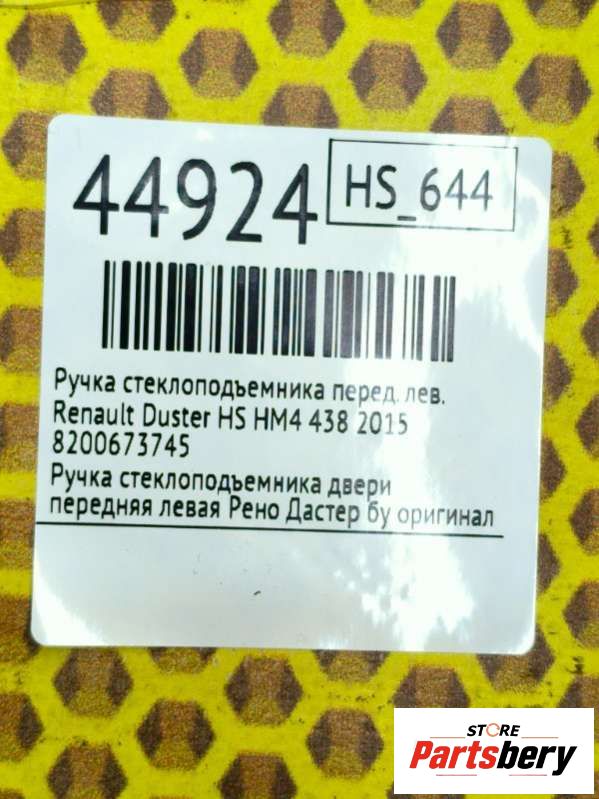 44924
HS_644
Ручка стеклоподъемника перед. лев.
Renault Duster HS HM4 438 2015
8200673745
Ручка стеклоподъемника двери
передняя левая Рено Дастер бу оригинал
STORE
Partsbery